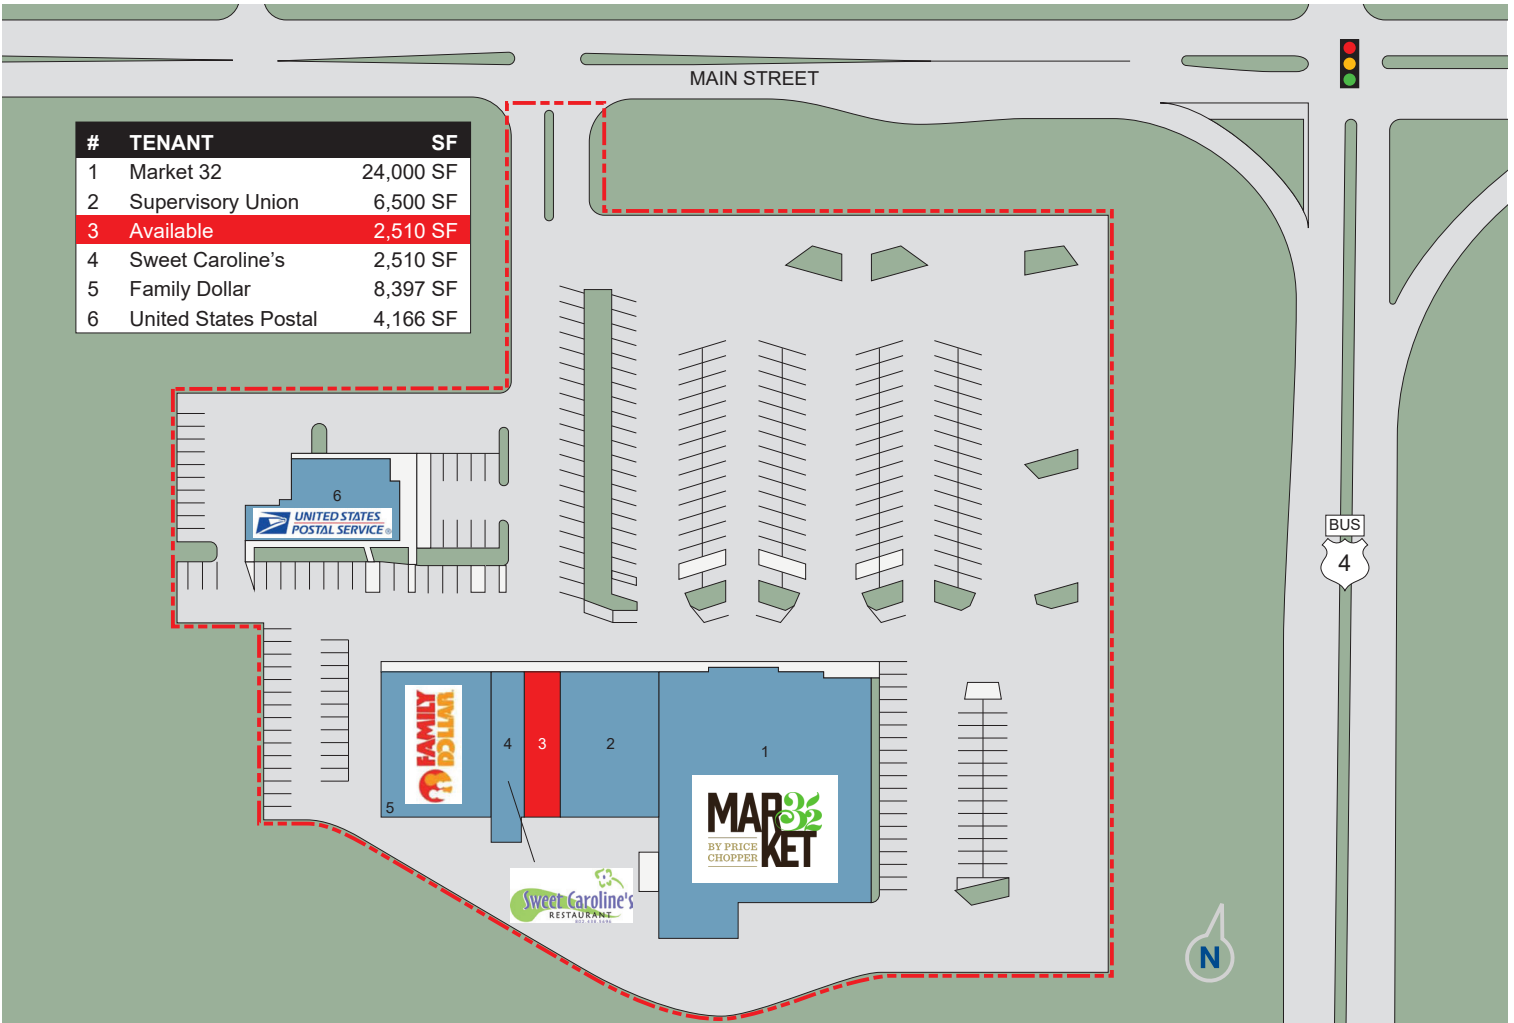 MAIN STREET
# TENANT SF
1 Market 32 24,000 SF
2 Supervisory Union 6,500 SF
3 Available 2,510 SF
4 Sweet Caroline's 2,510 SF
5 Family Dollar 8,397 SF
6 United States Postal 4,166 SF
6
UNITED STATES
POSTAL SERVICE®
BUS
4
FAMILY
DOLLAR
5
4
3
2
1
MAR32
KET
BY PRICE
CHOPPER
Sweet Caroline's
RESTAURANT
N